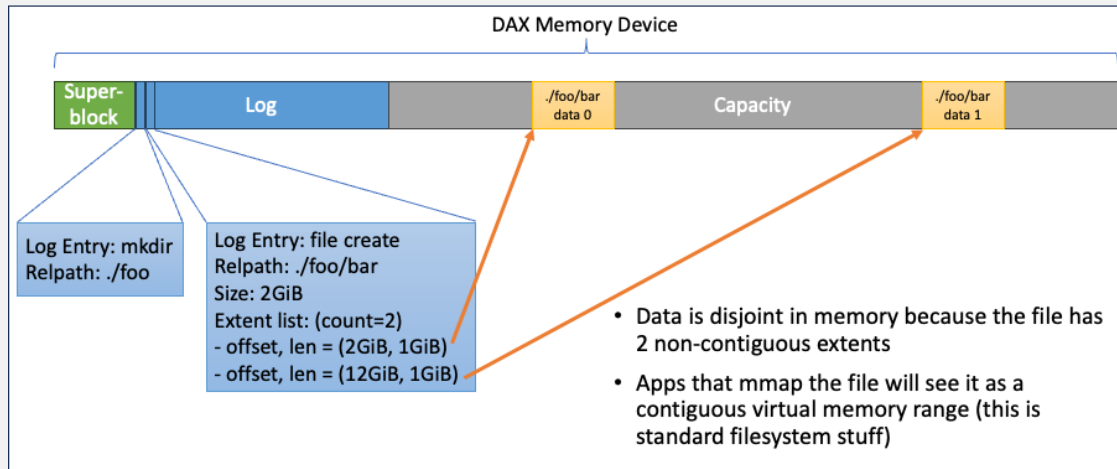 DAX Memory Device
Super-
block
Log
./foo/bar
data 0
Capacity
./foo/bar
data 1
Log Entry: mkdir
Relpath: ./foo
Log Entry: file create
Relpath: ./foo/bar
Size: 2GiB
Extent list: (count=2)
- offset, len = (2GiB, 1GiB)
- offset, len = (12GiB, 1GiB)
• Data is disjoint in memory because the file has
2 non-contiguous extents
• Apps that mmap the file will see it as a
contiguous virtual memory range (this is
standard filesystem stuff)